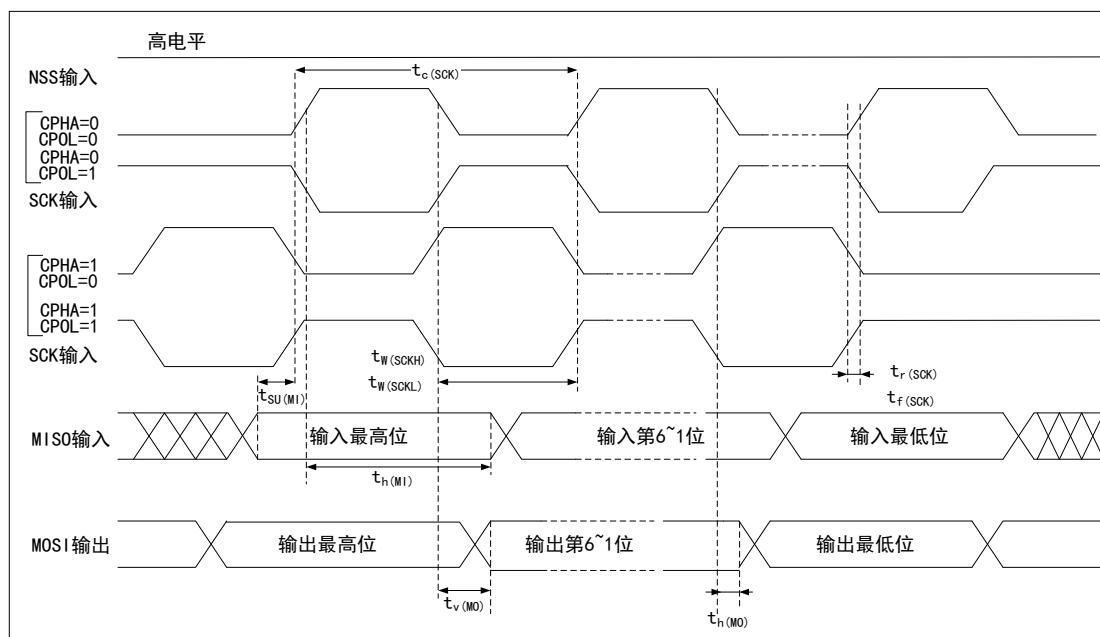 高电平
NSS输入
tc(SCK)
CPHA=0
CPOL=0
CPHA=0
CPOL=1
SCK输入
CPHA=1
CPOL=0
CPHA=1
CPOL=1
SCK输入
tW(SCKH)
tW(SCKL)
tr(SCK)
tf(SCK)
tSU(MI)
MISO输入
输入最高位
输入第6~1位
输入最低位
th(MI)
MOSI输出
输出最高位
输出第6~1位
输出最低位
tv(MO)
th(MO)